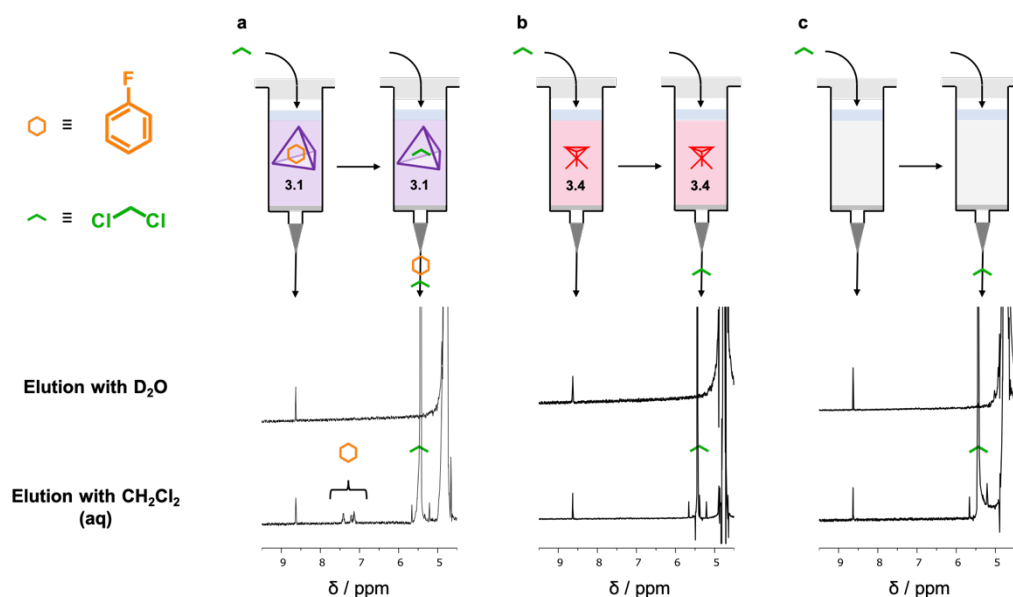 a
b
c
F
≡
3.1
3.1
3.4
3.4
≡
Cl
Cl
Elution with D₂O
Elution with CH₂Cl₂
(aq)
9 8 7 6 5
9 8 7 6 5
9 8 7 6 5
δ / ppm
δ / ppm
δ / ppm